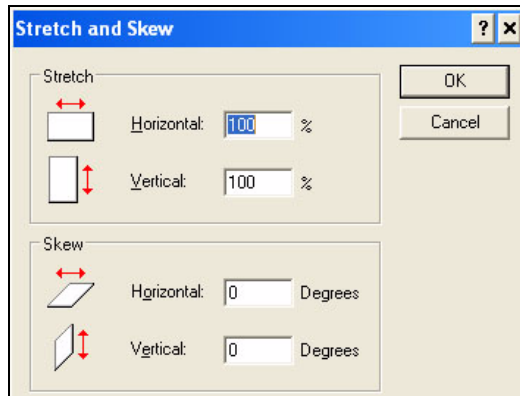 Stretch and Skew ? ×
Stretch
Horizontal: 100 %
Vertical: 100 %
OK
Cancel
Skew
Horizontal: 0 Degrees
Vertical: 0 Degrees